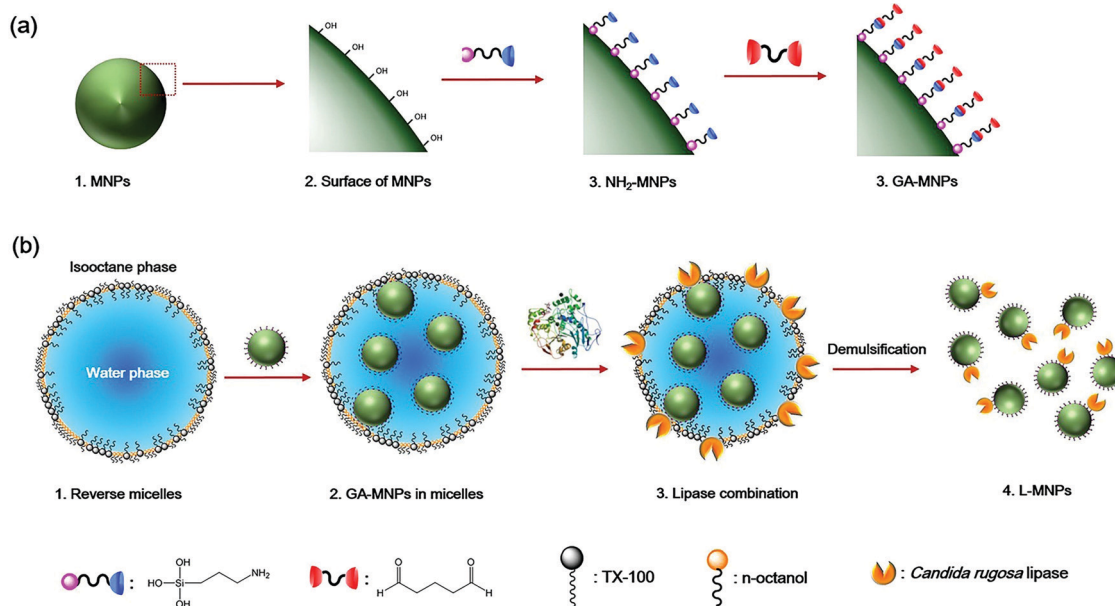 (a)
OH
OH
OH
OH
OH
OH
1. MNPs
2. Surface of MNPs
3. NH₂-MNPs
3. GA-MNPs
(b)
Isooctane phase
Water phase
Demulsification
1. Reverse micelles
2. GA-MNPs in micelles
3. Lipase combination
4. L-MNPs
:
OH
HO
Si
OH
NH₂
:
O
O
H
H
: TX-100
: n-octanol
: Candida rugosa lipase